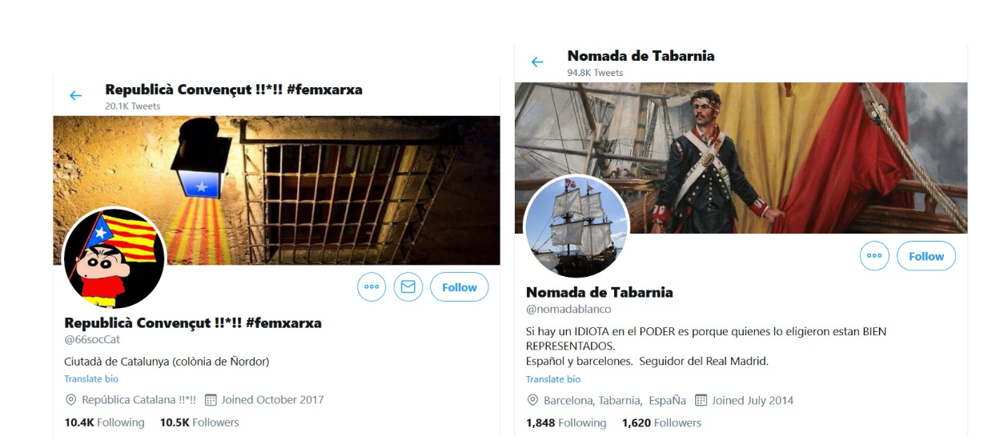 Republicà Convençut !!*!! #femxarxa
20.1K Tweets
Follow
Republicà Convençut !!*!! #femxarxa
@66socCat
Ciutadà de Catalunya (colònia de Ñordor)
Translate bio
República Catalana !!*!! Joined October 2017
10.4K Following 10.5K Followers
Nomada de Tabarnia
94.8K Tweets
Follow
Nomada de Tabarnia
@nomadablanco
Si hay un IDIOTA en el PODER es porque quienes lo eligieron estan BIEN
REPRESENTADOS.
Español y barcelones. Seguidor del Real Madrid.
Translate bio
Barcelona, Tabarnia, EspaÑa Joined July 2014
1,848 Following 1,620 Followers